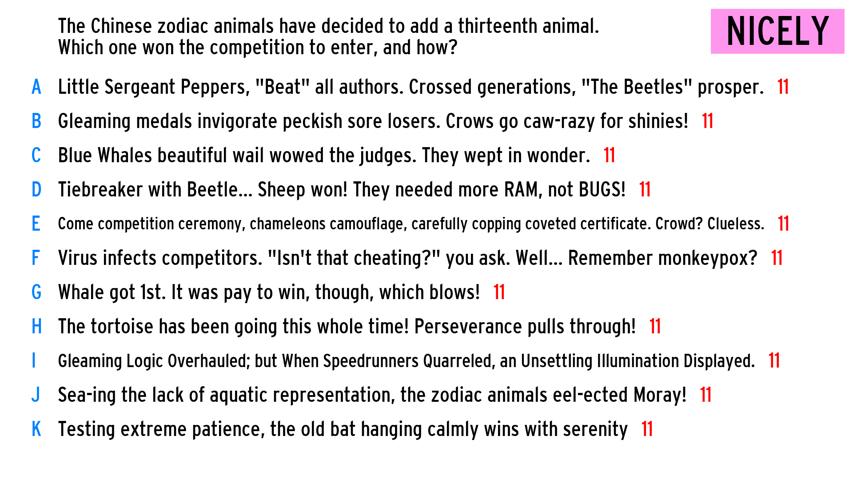 The Chinese zodiac animals have decided to add a thirteenth animal.
Which one won the competition to enter, and how?
NICELY
A Little Sergeant Peppers, "Beat" all authors. Crossed generations, "The Beetles" prosper. 11
B Gleaming medals invigorate peckish sore losers. Crows go caw-razy for shinies! 11
C Blue Whales beautiful wail wowed the judges. They wept in wonder. 11
D Tiebreaker with Beetle... Sheep won! They needed more RAM, not BUGS! 11
E Come competition ceremony, chameleons camouflage, carefully copping coveted certificate. Crowd? Clueless. 11
F Virus infects competitors. "Isn't that cheating?" you ask. Well... Remember monkeypox? 11
G Whale got 1st. It was pay to win, though, which blows! 11
H The tortoise has been going this whole time! Perseverance pulls through! 11
I Gleaming Logic Overhauled; but When Speedrunners Quarreled, an Unsettling Illumination Displayed. 11
J Sea-ing the lack of aquatic representation, the zodiac animals eel-ected Moray! 11
K Testing extreme patience, the old bat hanging calmly wins with serenity 11